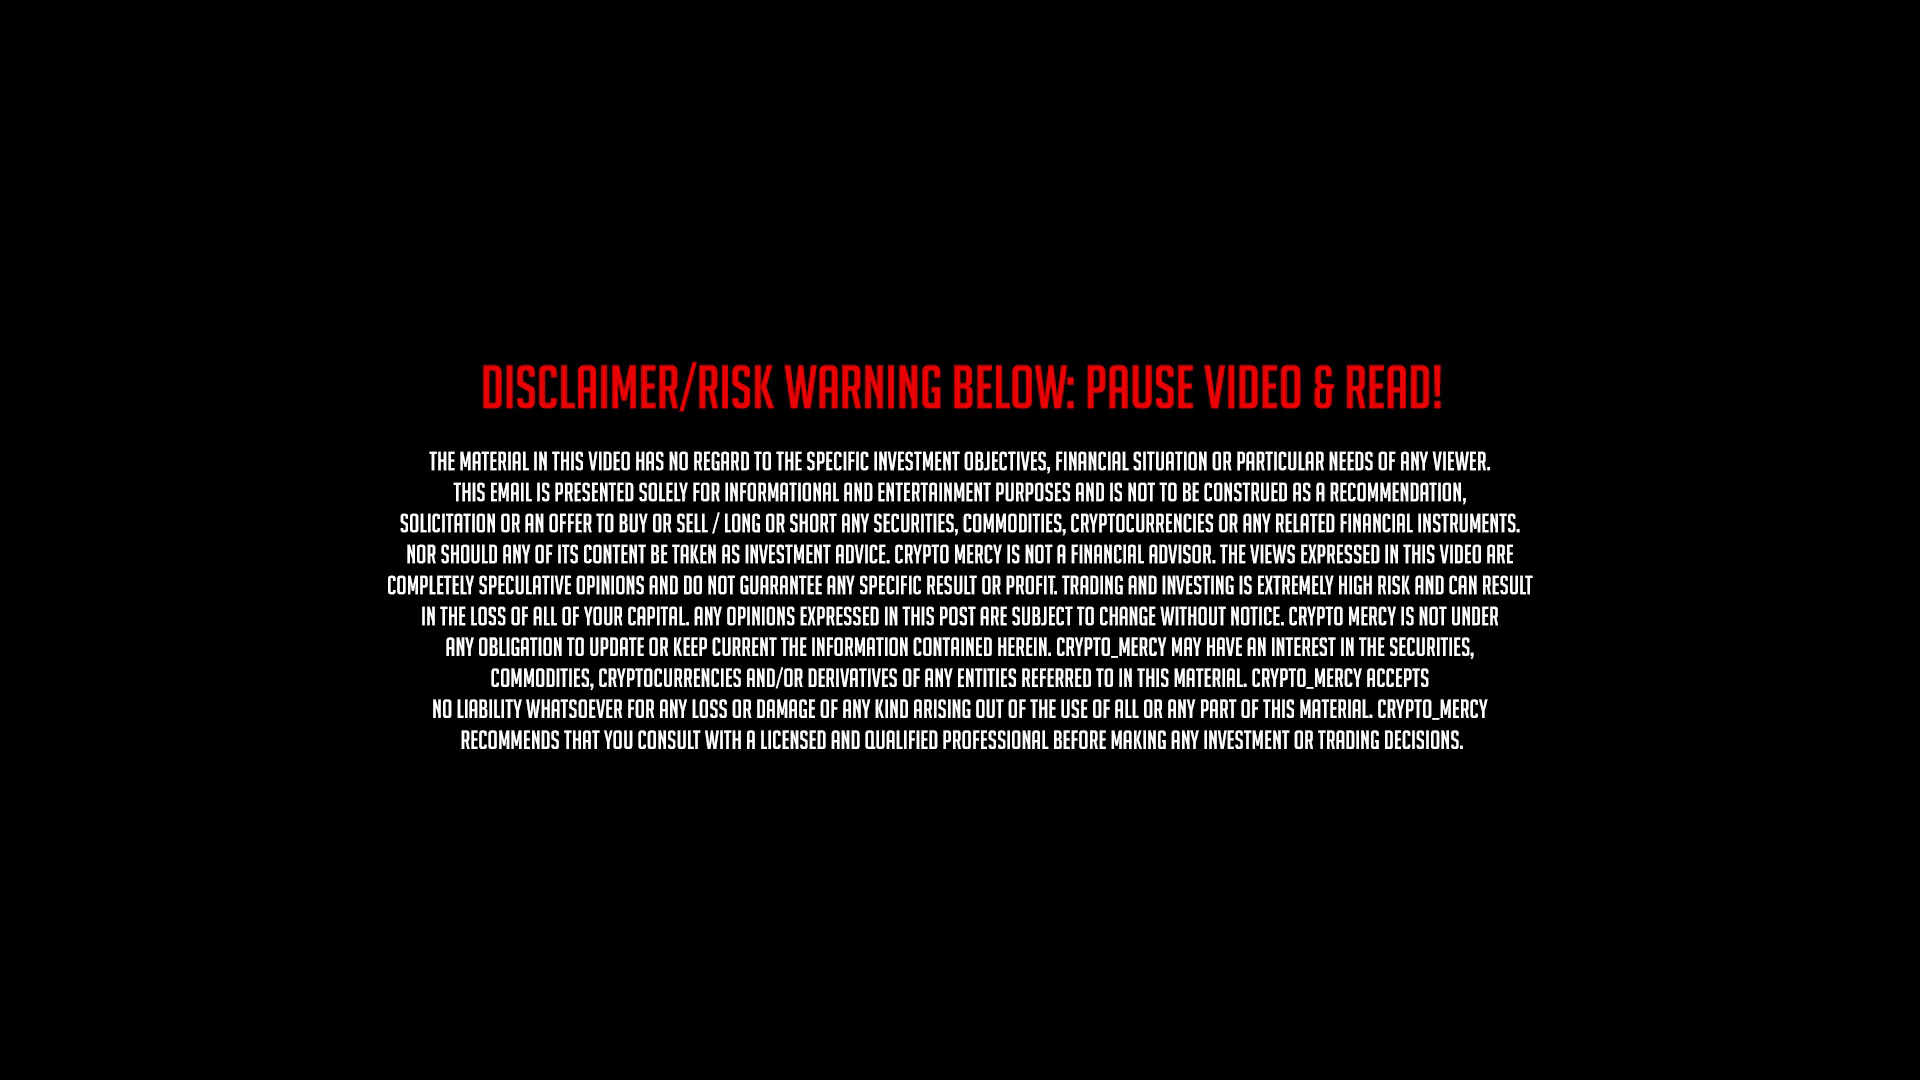 DISCLAIMER/RISK WARNING BELOW: PAUSE VIDEO & READ!
THE MATERIAL IN THIS VIDEO HAS NO REGARD TO THE SPECIFIC INVESTMENT OBJECTIVES, FINANCIAL SITUATION OR PARTICULAR NEEDS OF ANY VIEWER.
THIS EMAIL IS PRESENTED SOLELY FOR INFORMATIONAL AND ENTERTAINMENT PURPOSES AND IS NOT TO BE CONSTRUED AS A RECOMMENDATION,
SOLICITATION OR AN OFFER TO BUY OR SELL / LONG OR SHORT ANY SECURITIES, COMMODITIES, CRYPTOCURRENCIES OR ANY RELATED FINANCIAL INSTRUMENTS.
NOR SHOULD ANY OF ITS CONTENT BE TAKEN AS INVESTMENT ADVICE. CRYPTO MERCY IS NOT A FINANCIAL ADVISOR. THE VIEWS EXPRESSED IN THIS VIDEO ARE
COMPLETELY SPECULATIVE OPINIONS AND DO NOT GUARANTEE ANY SPECIFIC RESULT OR PROFIT. TRADING AND INVESTING IS EXTREMELY HIGH RISK AND CAN RESULT
IN THE LOSS OF ALL OF YOUR CAPITAL. ANY OPINIONS EXPRESSED IN THIS POST ARE SUBJECT TO CHANGE WITHOUT NOTICE. CRYPTO MERCY IS NOT UNDER
ANY OBLIGATION TO UPDATE OR KEEP CURRENT THE INFORMATION CONTAINED HEREIN. CRYPTO_MERCY MAY HAVE AN INTEREST IN THE SECURITIES,
COMMODITIES, CRYPTOCURRENCIES AND/OR DERIVATIVES OF ANY ENTITIES REFERRED TO IN THIS MATERIAL. CRYPTO_MERCY ACCEPTS
NO LIABILITY WHATSOEVER FOR ANY LOSS OR DAMAGE OF ANY KIND ARISING OUT OF THE USE OF ALL OR ANY PART OF THIS MATERIAL. CRYPTO_MERCY
RECOMMENDS THAT YOU CONSULT WITH A LICENSED AND QUALIFIED PROFESSIONAL BEFORE MAKING ANY INVESTMENT OR TRADING DECISIONS.